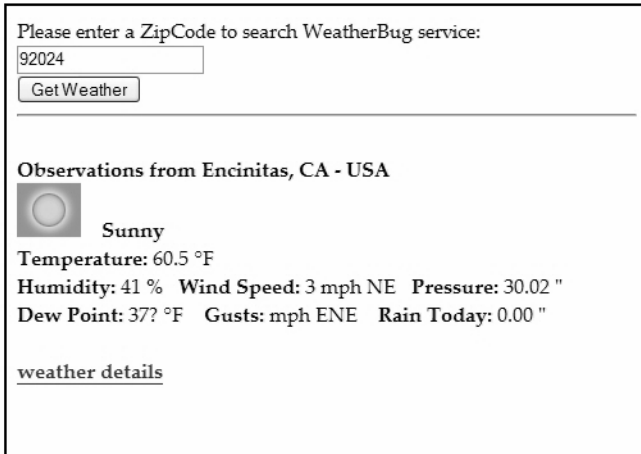 Please enter a ZipCode to search WeatherBug service:
92024
Get Weather
Observations from Encinitas, CA - USA
Sunny
Temperature: 60.5 °F
Humidity: 41 % Wind Speed: 3 mph NE Pressure: 30.02 "
Dew Point: 37? °F Gusts: mph ENE Rain Today: 0.00 "
weather details